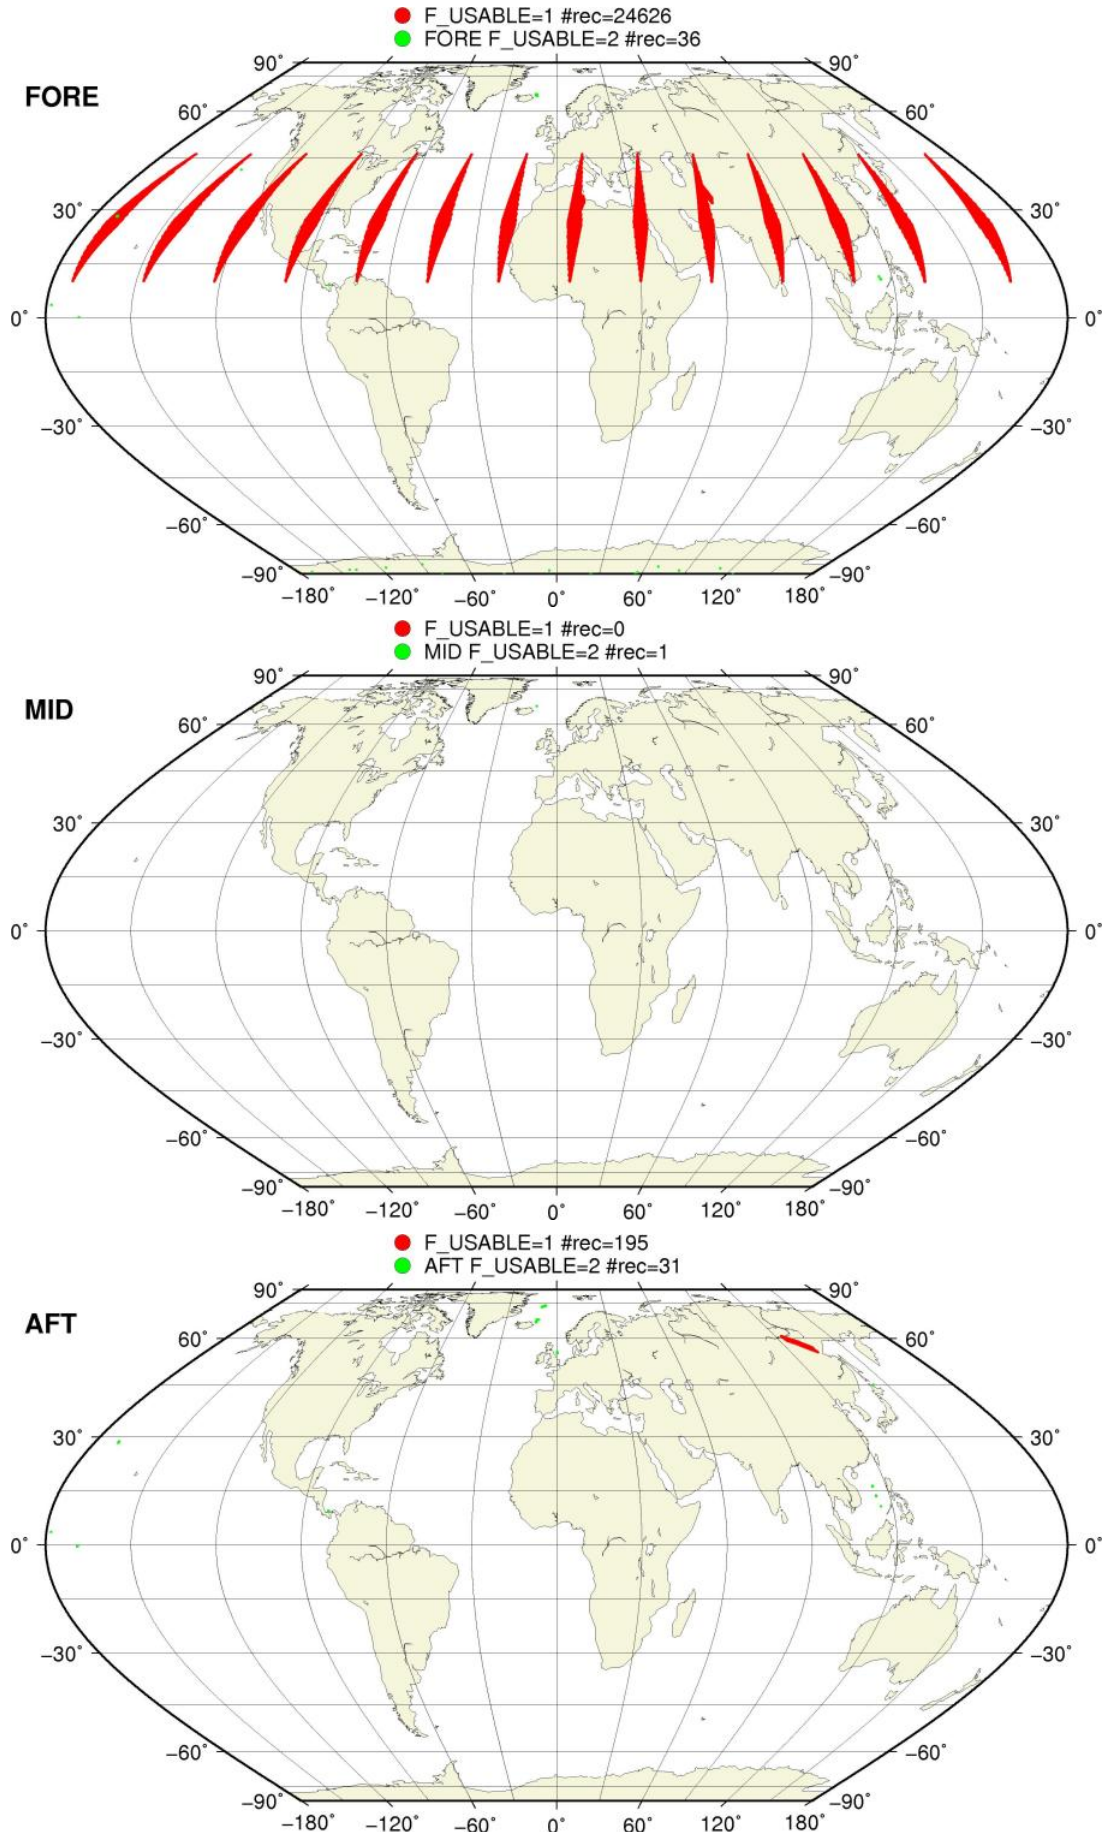 F_USABLE=1 #rec=24626
FORE F_USABLE=2 #rec=36
FORE
90° 90°
60° 60°
30° 30°
0° 0°
−30° −30°
−60° −60°
−90° −90°
−180° −120° −60° 0° 60° 120° 180°
F_USABLE=1 #rec=0
MID F_USABLE=2 #rec=1
MID
90° 90°
60° 60°
30° 30°
0° 0°
−30° −30°
−60° −60°
−90° −90°
−180° −120° −60° 0° 60° 120° 180°
F_USABLE=1 #rec=195
AFT F_USABLE=2 #rec=31
AFT
90° 90°
60° 60°
30° 30°
0° 0°
−30° −30°
−60° −60°
−90° −90°
−180° −120° −60° 0° 60° 120° 180°